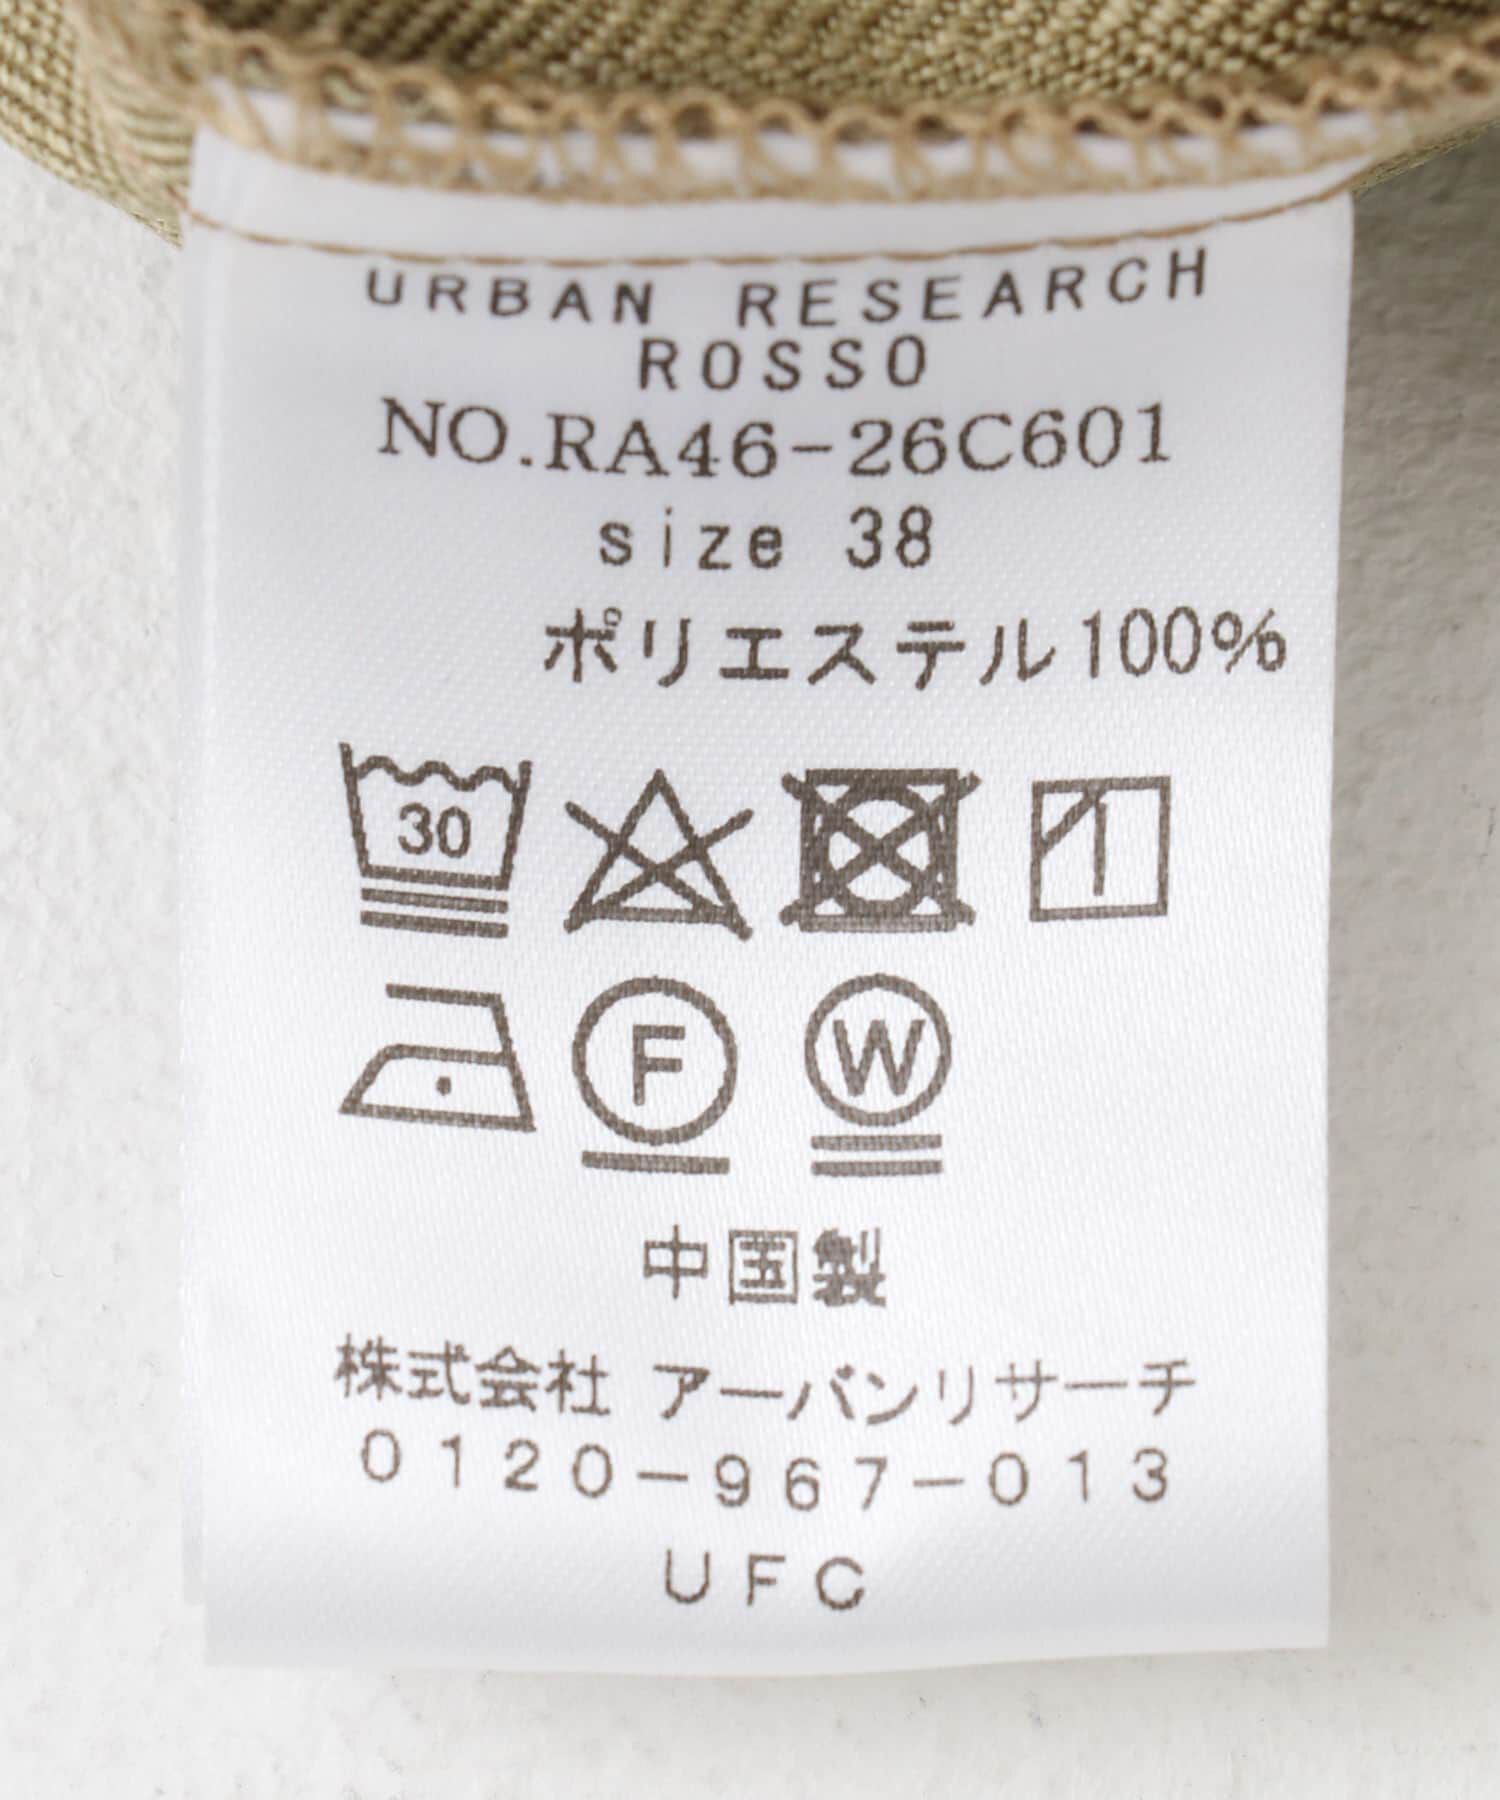 URBAN RESEARCH
ROSSO
NO.RA46-26C601
size 38
ポリエステル100%
30
F W
中国製
株式会社 アーバンリサーチ
0120-967-013
UFC